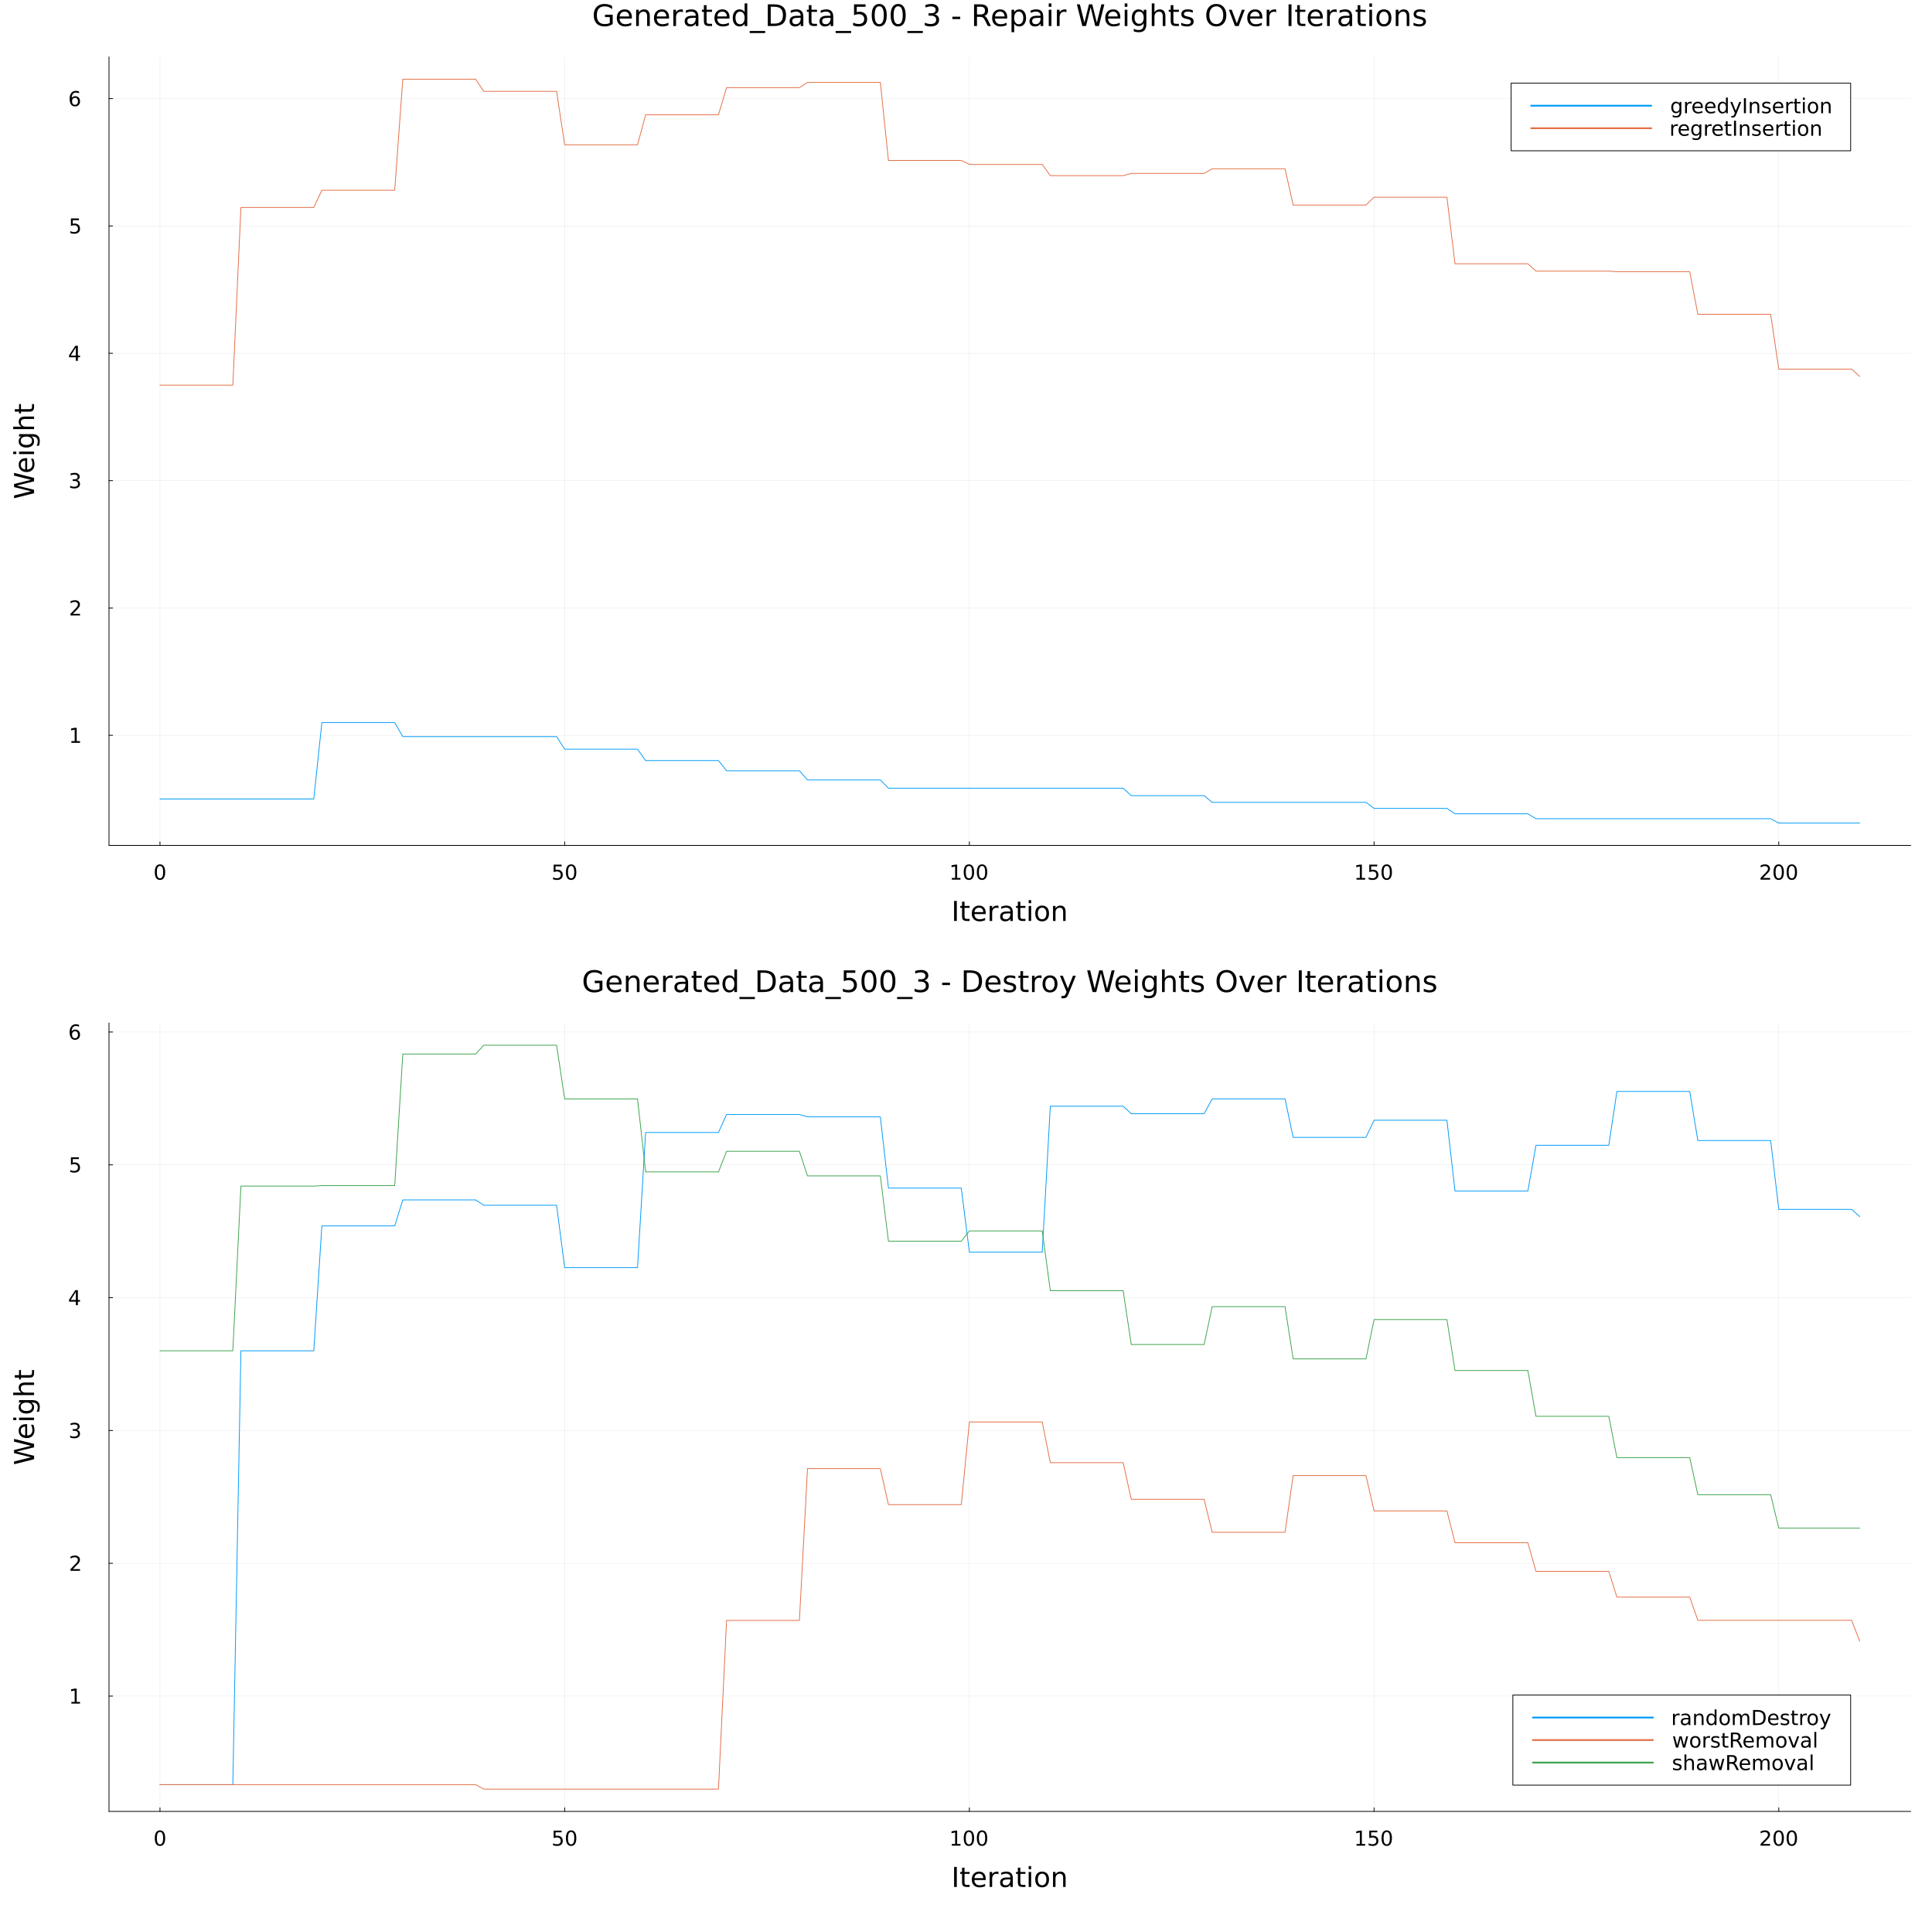 Generated_Data_500_3 - Repair Weights Over Iterations
6
5
4
3
2
1
Weight
greedyInsertion
regretInsertion
0 50 100 150 200
Iteration
Generated_Data_500_3 - Destroy Weights Over Iterations
6
5
4
3
2
1
Weight
randomDestroy
worstRemoval
shawRemoval
0 50 100 150 200
Iteration